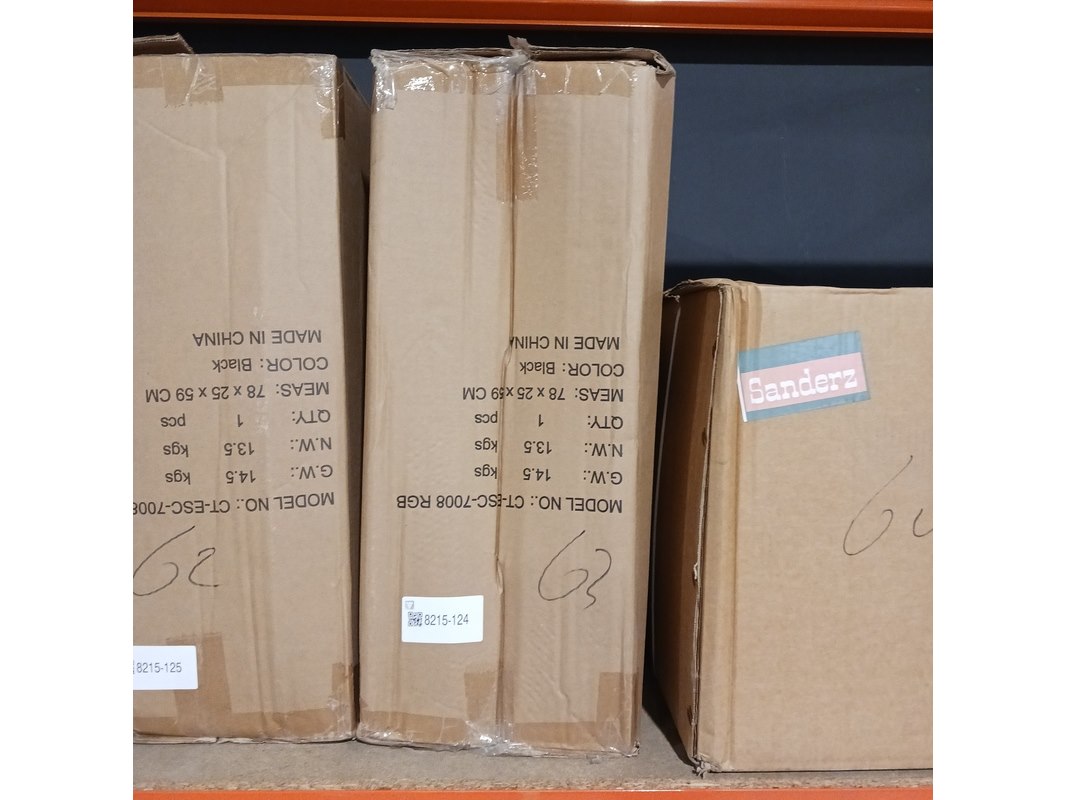 MODEL NO.: CT-ESC-7008
G.W.: 14.5 kgs
N.W.: 13.5 kgs
QTY: 1 pcs
MEAS: 78 x 25 x 59 CM
COLOR: Black
MADE IN CHINA
62
8215-125
MODEL NO.: CT-ESC-7008 RGB
G.W.: 14.5 kgs
N.W.: 13.5 kgs
QTY: 1 pcs
MEAS: 78 x 25 x 59 CM
COLOR: Black
MADE IN CHINA
63
8215-124
Sanderz